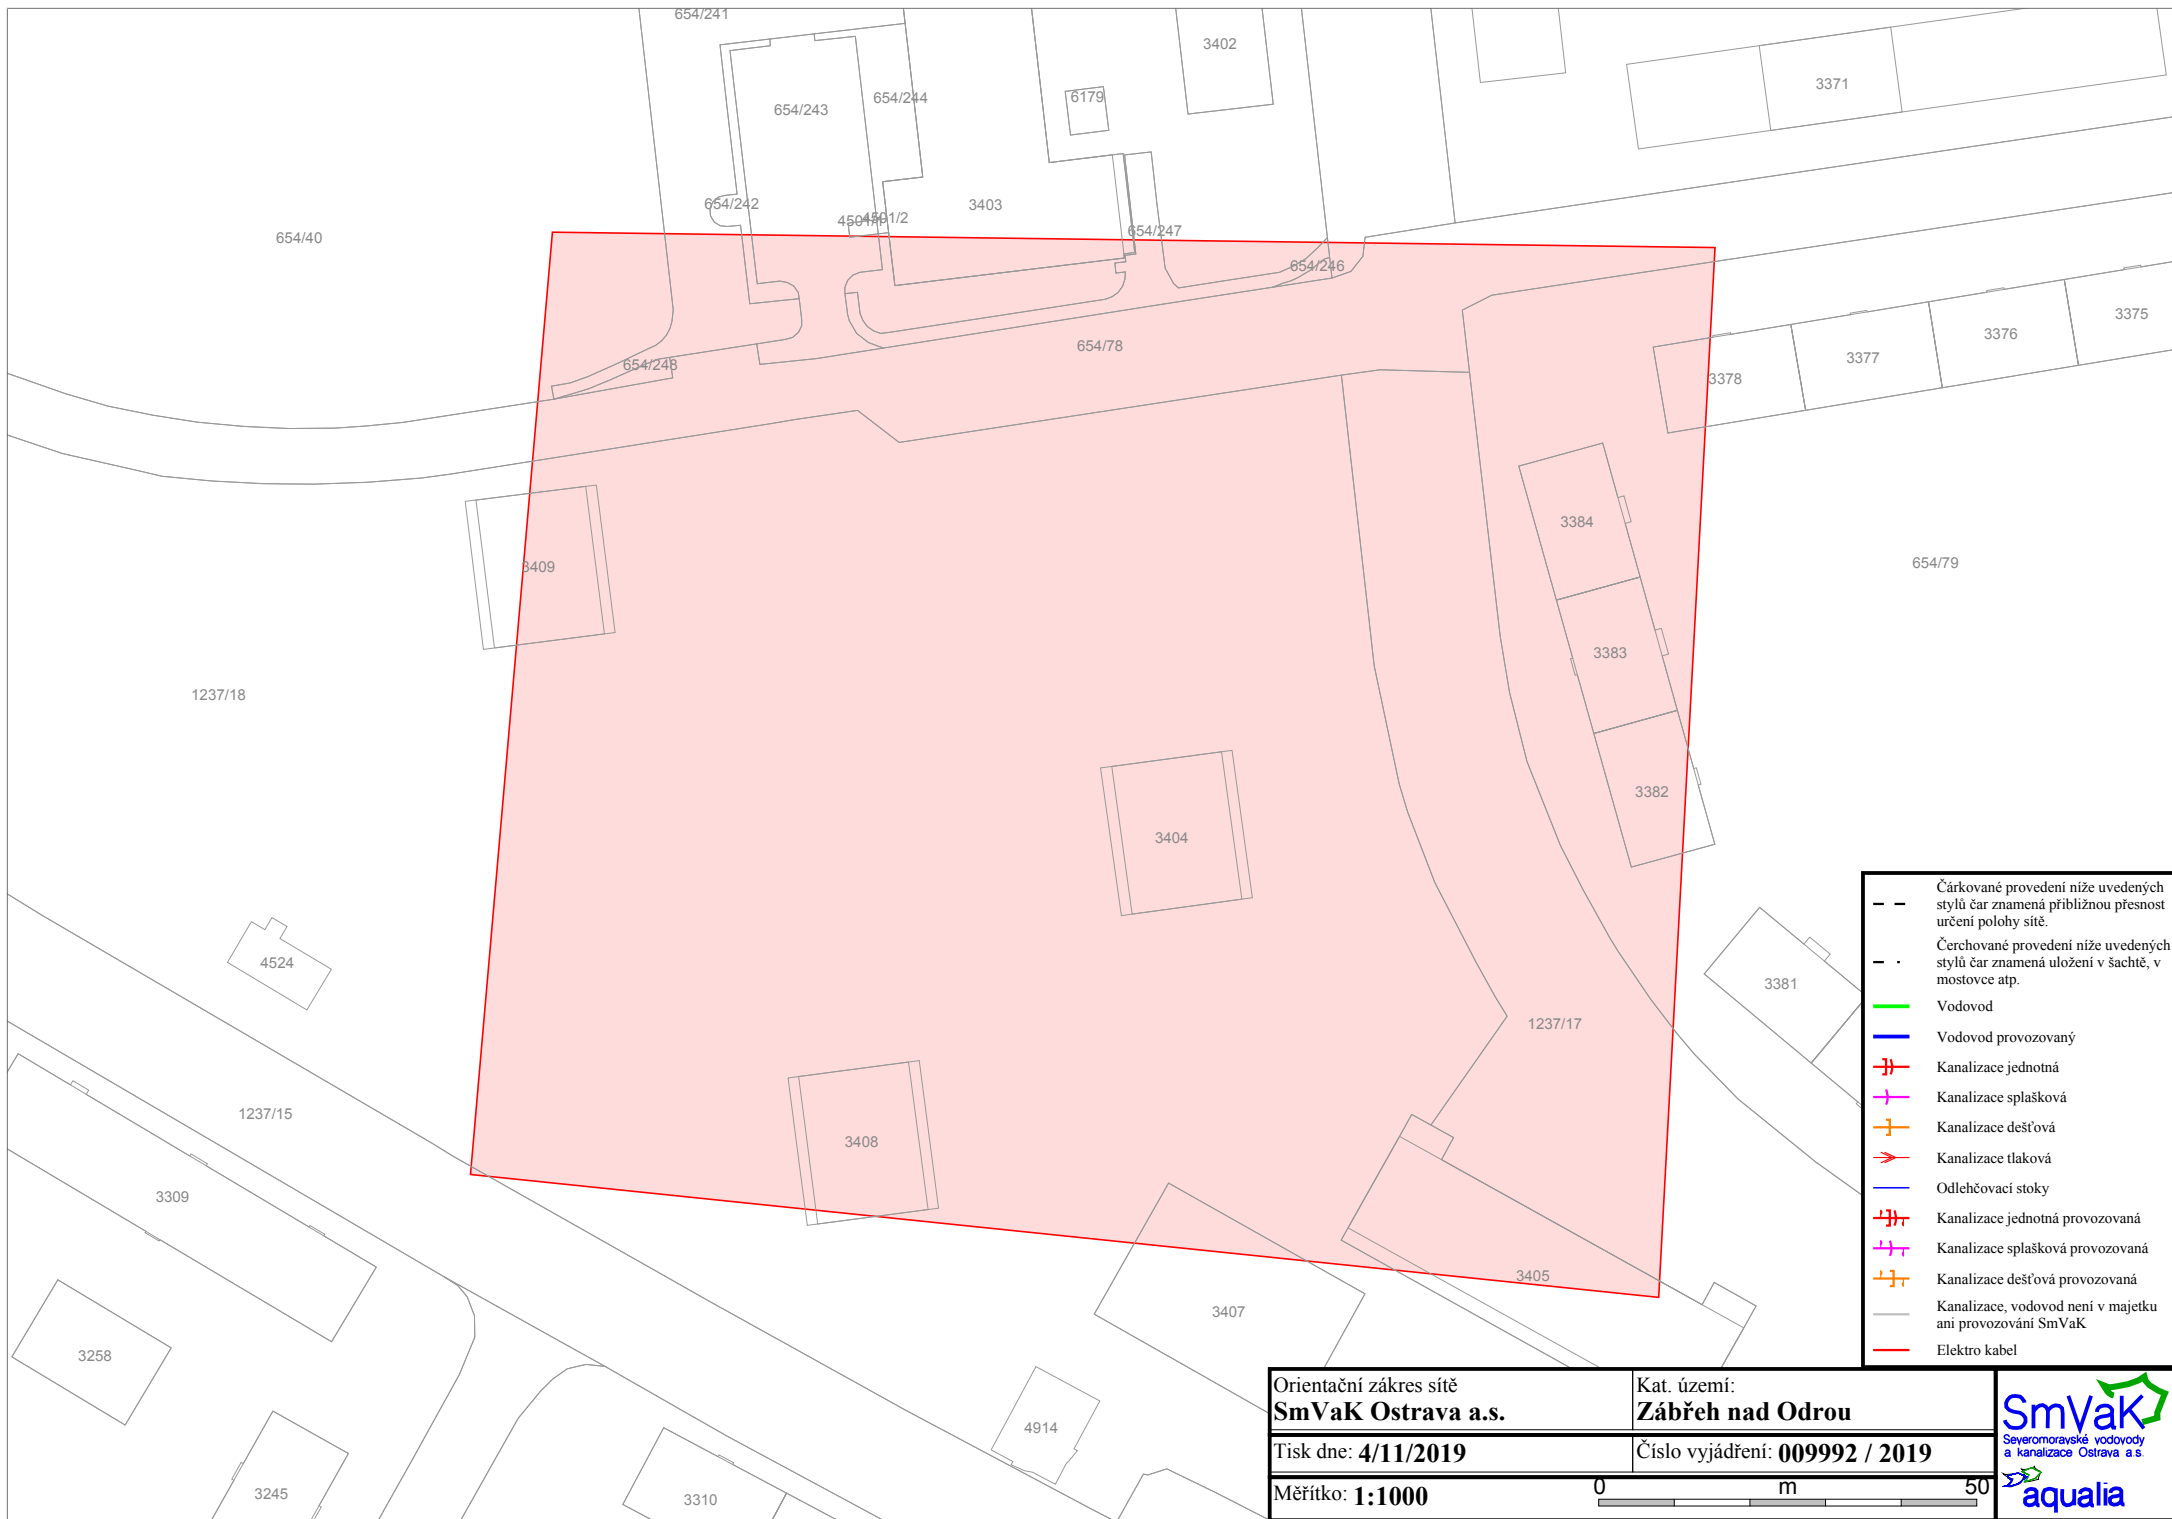 654/241
3402
3371
654/243
654/244
6179
654/242
4501/2
3403
654/247
654/40
654/246
3375
3376
654/78
3377
654/248
3378
3384
3409
654/79
3383
1237/18
3382
3404
4524
3381
1237/17
1237/15
3408
3309
3405
3407
3258
4914
3245
3310
Čárkované provedení níže uvedených
stylů čar znamená přibližnou přesnost
určení polohy sítě.
Čerchované provedení níže uvedených
stylů čar znamená uložení v šachtě, v
mostovce atp.
Vodovod
Vodovod provozovaný
Kanalizace jednotná
Kanalizace splašková
Kanalizace dešťová
Kanalizace tlaková
Odlehčovací stoky
Kanalizace jednotná provozovaná
Kanalizace splašková provozovaná
Kanalizace dešťová provozovaná
Kanalizace, vodovod není v majetku
ani provozování SmVaK
Elektro kabel
Orientační zákres sítě
SmVaK Ostrava a.s.
Kat. území:
Zábřeh nad Odrou
Tisk dne: 4/11/2019
Číslo vyjádření: 009992 / 2019
Měřítko: 1:1000
0 m 50
SmVaK
Severomoravské vodovody
a kanalizace Ostrava a.s.
aqualia